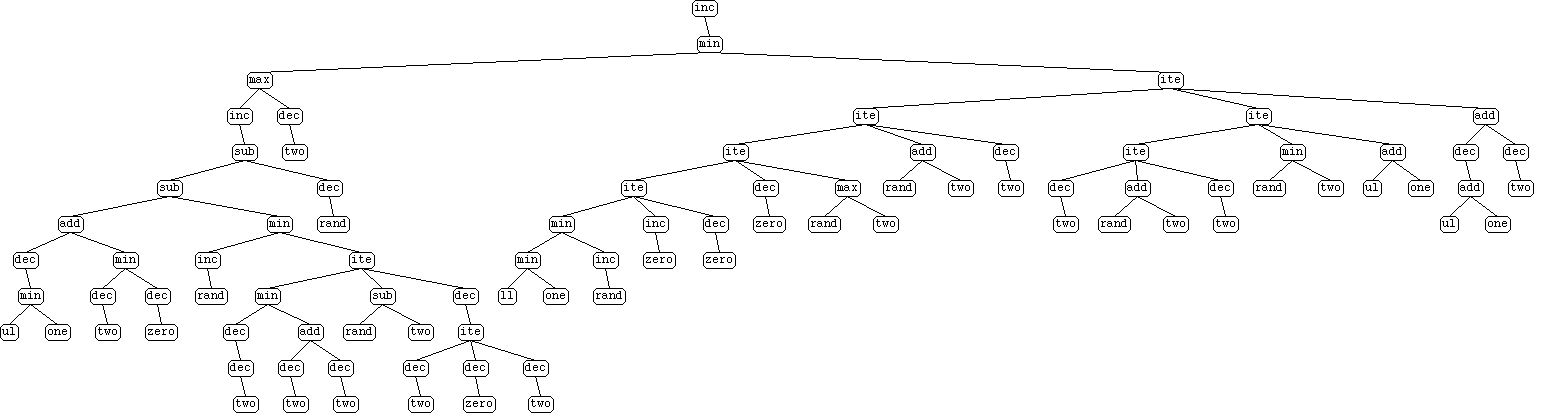 inc
min
max ite
inc dec ite ite add
sub two ite add dec ite min add dec dec
sub dec ite dec max rand two two dec add dec rand two ul one add two
add min rand min inc dec zero rand two two rand two two ul one
dec min inc ite min inc zero zero
min dec dec rand min sub dec ll one rand
ul one two zero dec add rand two ite
dec dec dec dec dec dec
two two two two zero two